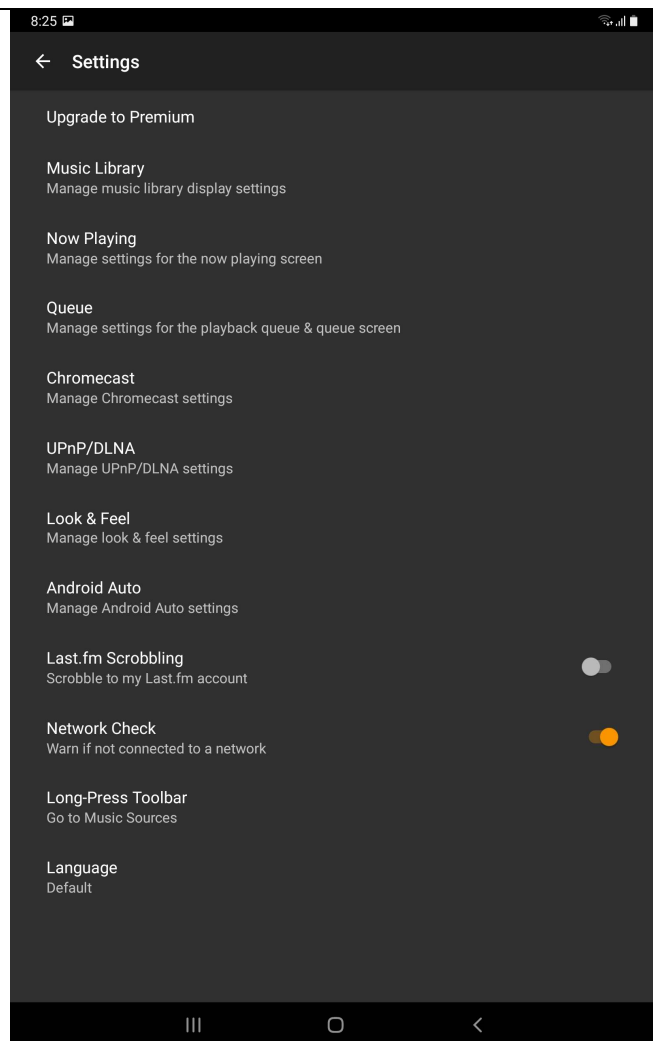 8:25
Settings
Upgrade to Premium
Music Library
Manage music library display settings
Now Playing
Manage settings for the now playing screen
Queue
Manage settings for the playback queue & queue screen
Chromecast
Manage Chromecast settings
UPnP/DLNA
Manage UPnP/DLNA settings
Look & Feel
Manage look & feel settings
Android Auto
Manage Android Auto settings
Last.fm Scrobbling
Scrobble to my Last.fm account
Network Check
Warn if not connected to a network
Long-Press Toolbar
Go to Music Sources
Language
Default